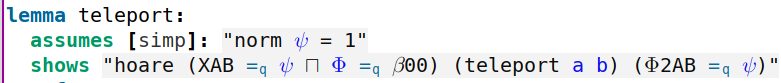 lemma teleport:
assumes [simp]: "norm ψ = 1"
shows "hoare (XAB =q ψ ⊓ Φ =q β00) (teleport a b) (Φ2AB =q ψ)"